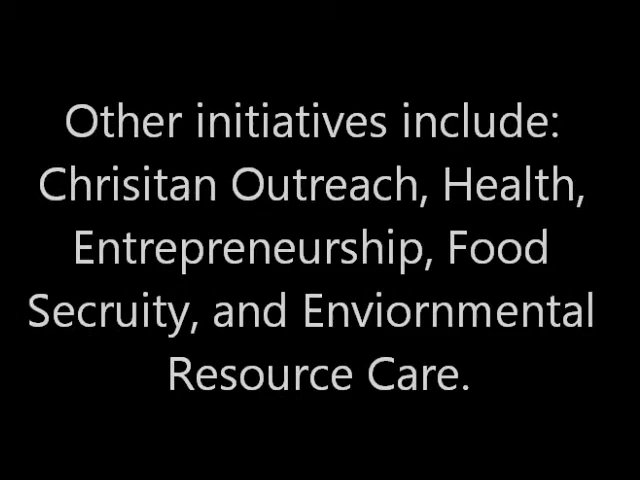 Other initiatives include:
Chrisitan Outreach, Health,
Entrepreneurship, Food
Secruity, and Enviornmental
Resource Care.